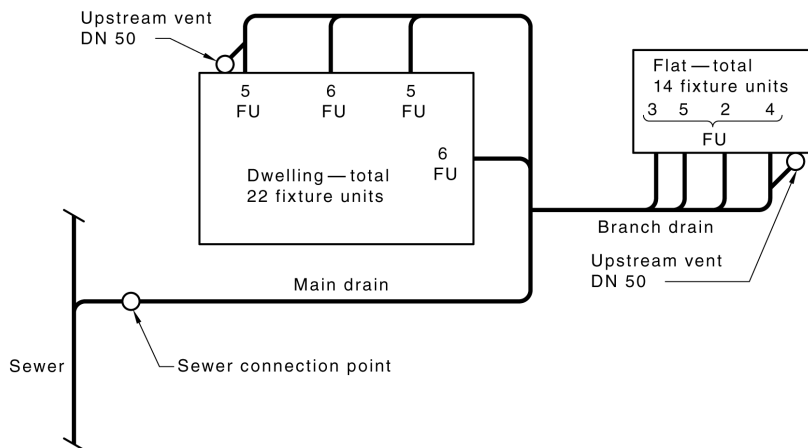 Upstream vent
DN 50
5 6 5
FU FU FU
6
FU
Dwelling — total
22 fixture units
Flat — total
14 fixture units
3 5 2 4
FU
Branch drain
Upstream vent
DN 50
Main drain
Sewer
Sewer connection point